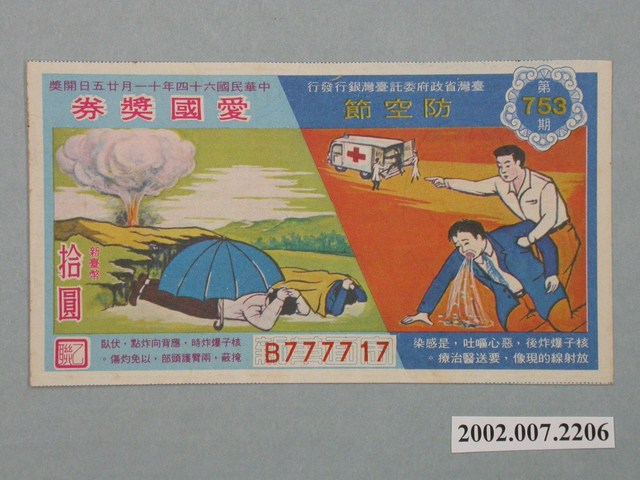 中華民國六十四年十一月廿五日開獎
愛國獎券
臺灣省政府委託臺灣銀行發行
防空節
第
753
期
新臺幣
拾圓
核子爆炸時，應背向炸點，伏臥
掩蔽、兩臂護頭部，以免灼傷。
聯乙
B777717
核子爆炸後，惡心嘔吐，是感染
放射線的現像，要送醫治療。
2002.007.2206